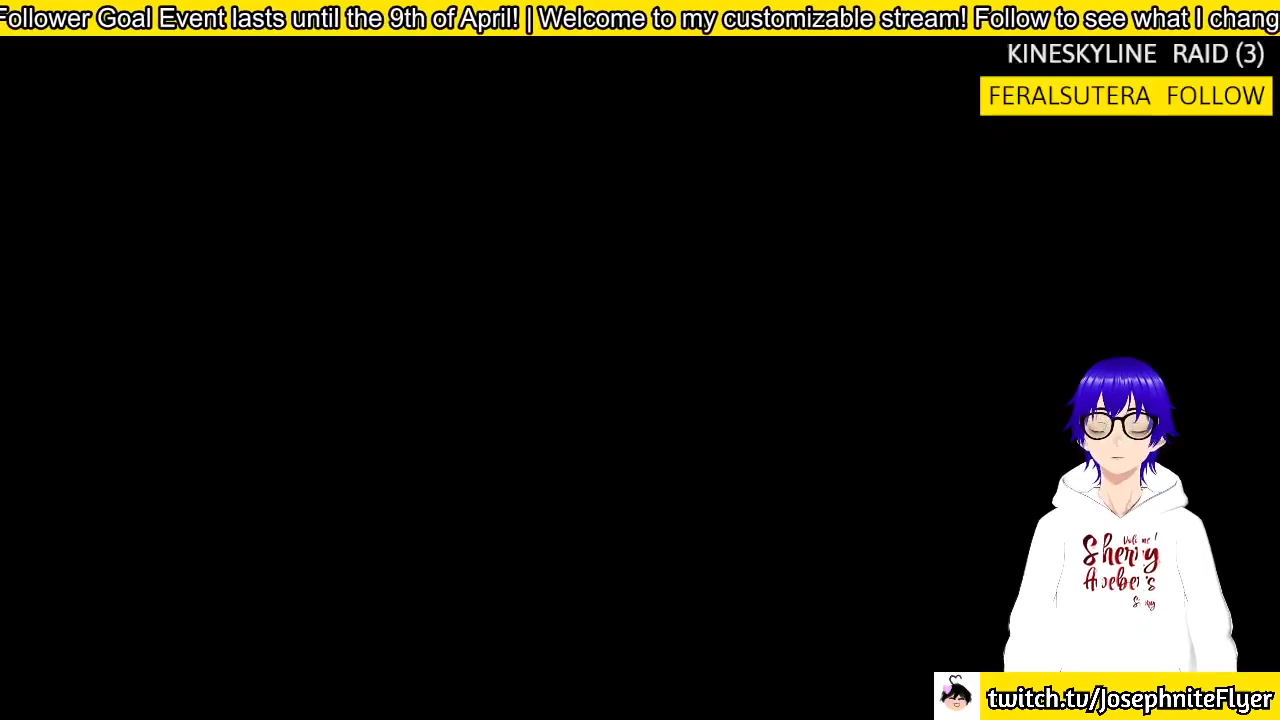 Follower Goal Event lasts until the 9th of April! | Welcome to my customizable stream! Follow to see what I chang
KINESKYLINE RAID (3)
FERALSUTERA FOLLOW
Sherry
twitch.tv/JosephniteFlyer